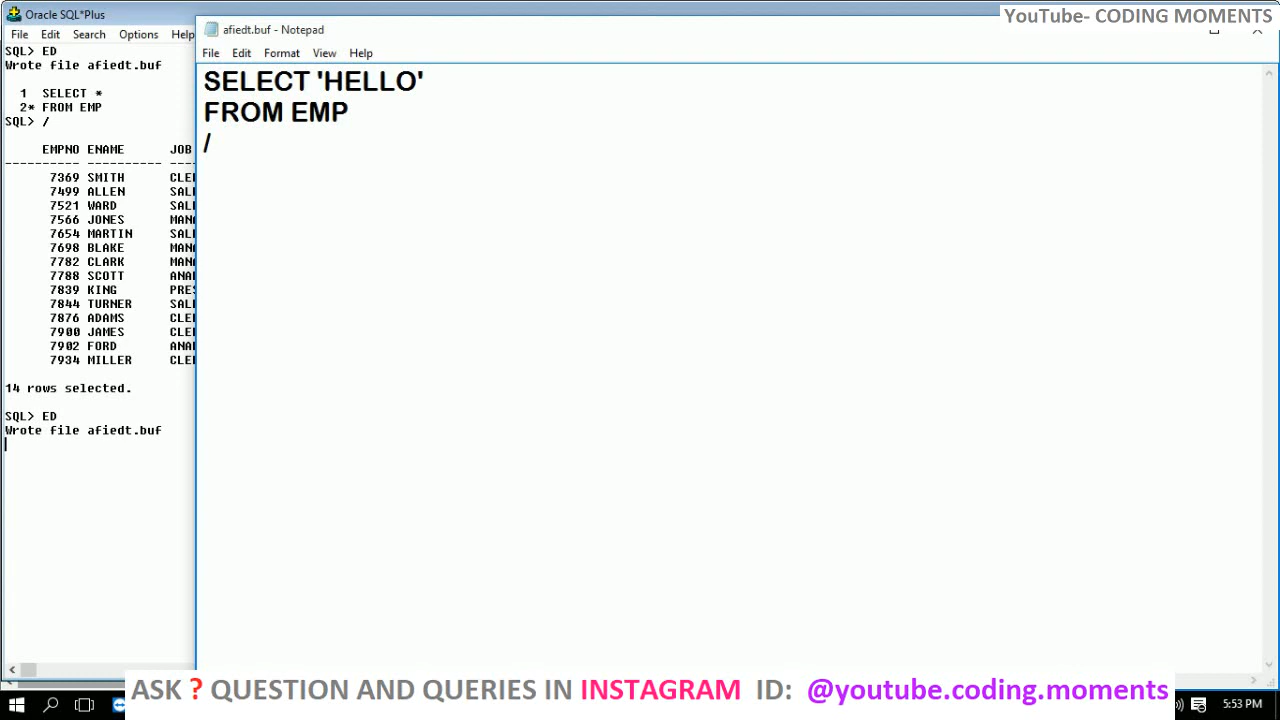 Oracle SQL*Plus
File Edit Search Options Help
SQL> ED
Wrote file afiedt.buf
1 SELECT *
2* FROM EMP
SQL> /
EMPNO ENAME JOB
---------- ---------- ----
7369 SMITH CLE
7499 ALLEN SAL
7521 WARD SAL
7566 JONES MAN
7654 MARTIN SAL
7698 BLAKE MAN
7782 CLARK MAN
7788 SCOTT ANA
7839 KING PRE
7844 TURNER SAL
7876 ADAMS CLE
7900 JAMES CLE
7902 FORD ANA
7934 MILLER CLE
14 rows selected.
SQL> ED
Wrote file afiedt.buf
afiedt.buf - Notepad
YouTube- CODING MOMENTS
File Edit Format View Help
SELECT 'HELLO'
FROM EMP
/
ASK ? QUESTION AND QUERIES IN INSTAGRAM ID: @youtube.coding.moments
5:53 PM